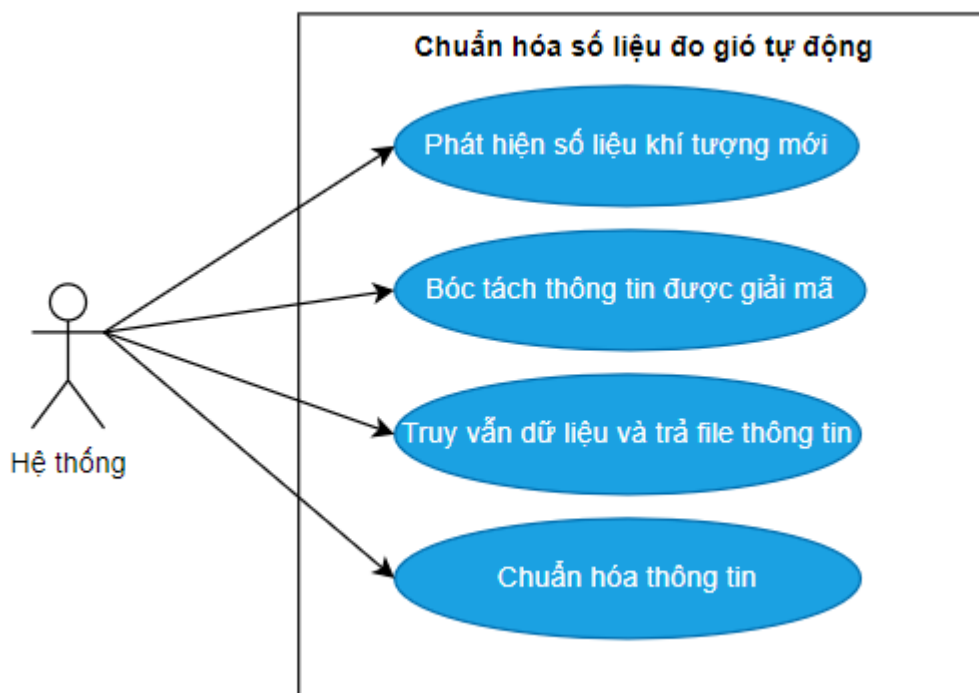 Chuẩn hóa số liệu đo gió tự động
Phát hiện số liệu khí tượng mới
Bóc tách thông tin được giải mã
Truy vẫn dữ liệu và trả file thông tin
Hệ thống
Chuẩn hóa thông tin